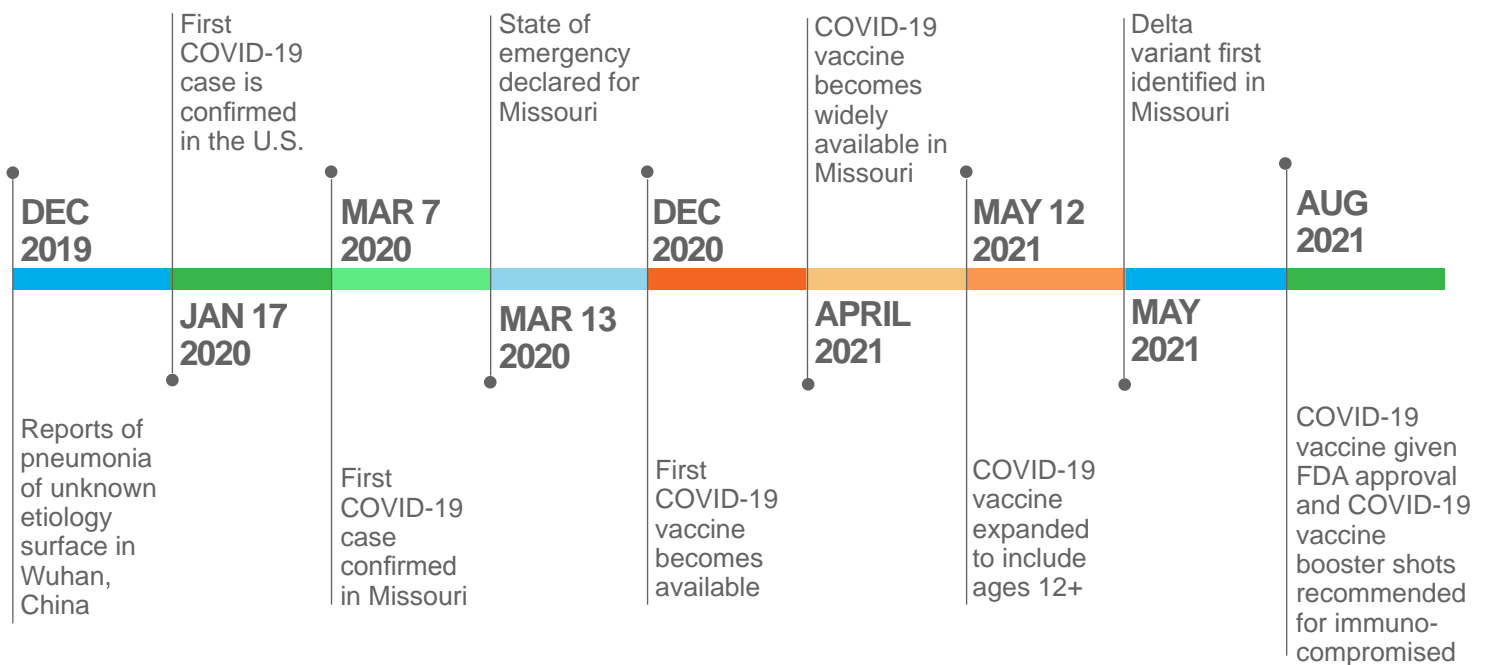 DEC
2019
Reports of
pneumonia
of unknown
etiology
surface in
Wuhan,
China
First
COVID-19
case is
confirmed
in the U.S.
JAN 17
2020
MAR 7
2020
First
COVID-19
case
confirmed
in Missouri
State of
emergency
declared for
Missouri
MAR 13
2020
DEC
2020
First
COVID-19
vaccine
becomes
available
COVID-19
vaccine
becomes
widely
available in
Missouri
APRIL
2021
MAY 12
2021
COVID-19
vaccine
expanded
to include
ages 12+
Delta
variant first
identified in
Missouri
MAY
2021
AUG
2021
COVID-19
vaccine given
FDA approval
and COVID-19
vaccine
booster shots
recommended
for immuno-
compromised